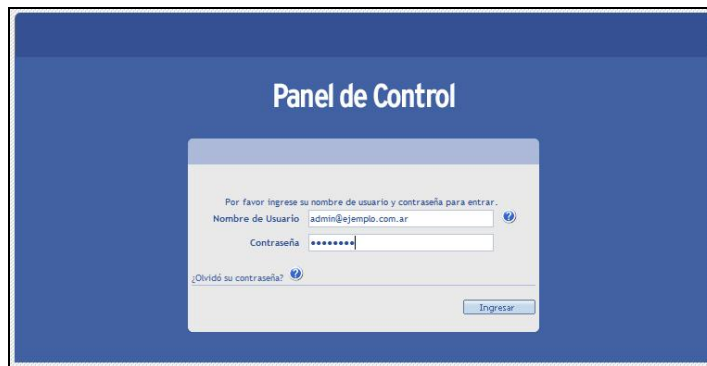 Panel de Control
Por favor ingrese su nombre de usuario y contraseña para entrar.
Nombre de Usuario admin@ejemplo.com.ar ?
Contraseña ••••••••
¿Olvidó su contraseña? ?
Ingresar